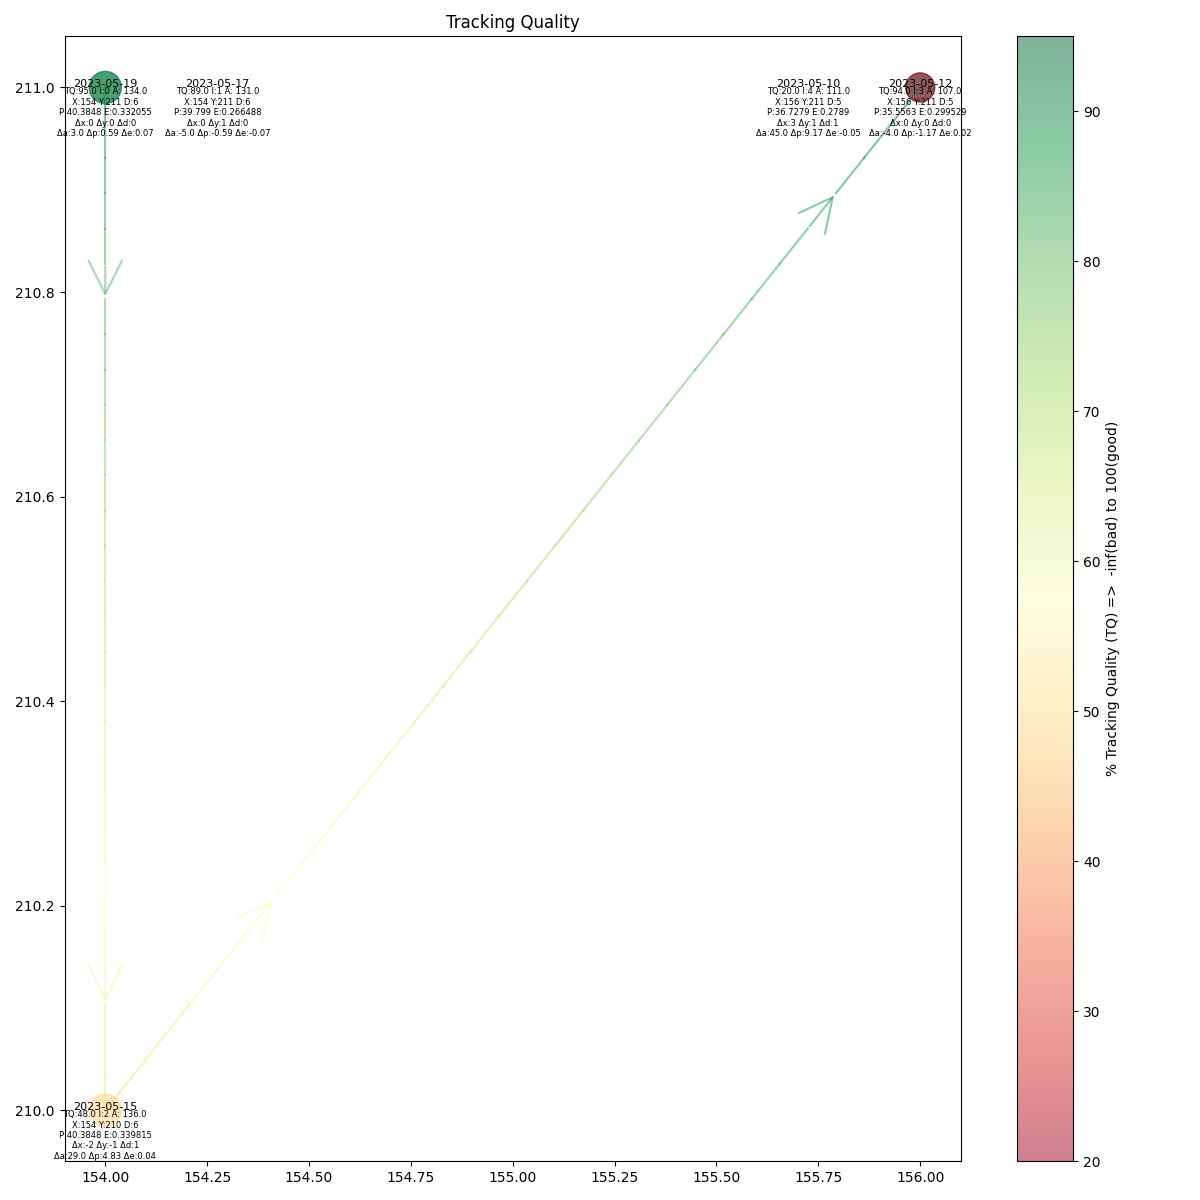 Tracking Quality
211.0
210.8
210.6
210.4
210.2
210.0
2023-05-19
TQ:95.0 I:0 A: 134.0
X:154 Y:211 D:6
P:40.3848 E:0.332055
Δx:0 Δy:0 Δd:0
Δa:3.0 Δp:0.59 Δe:0.07
2023-05-17
TQ:89.0 I:1 A: 131.0
X:154 Y:211 D:6
P:39.799 E:0.266488
Δx:0 Δy:1 Δd:0
Δa:-5.0 Δp:-0.59 Δe:-0.07
2023-05-10
TQ:20.0 I:4 A: 111.0
X:156 Y:211 D:5
P:36.7279 E:0.2789
Δx:3 Δy:1 Δd:1
Δa:45.0 Δp:9.17 Δe:-0.05
2023-05-12
TQ:94.0 I:3 A: 107.0
X:156 Y:211 D:5
P:35.5563 E:0.299529
Δx:0 Δy:0 Δd:0
Δa:-4.0 Δp:-1.17 Δe:0.02
2023-05-15
TQ:48.0 I:2 A: 136.0
X:154 Y:210 D:6
P:40.3848 E:0.339815
Δx:-2 Δy:-1 Δd:1
Δa:29.0 Δp:4.83 Δe:0.04
154.00 154.25 154.50 154.75 155.00 155.25 155.50 155.75 156.00
90
80
70
60
50
40
30
20
% Tracking Quality (TQ) => -inf(bad) to 100(good)